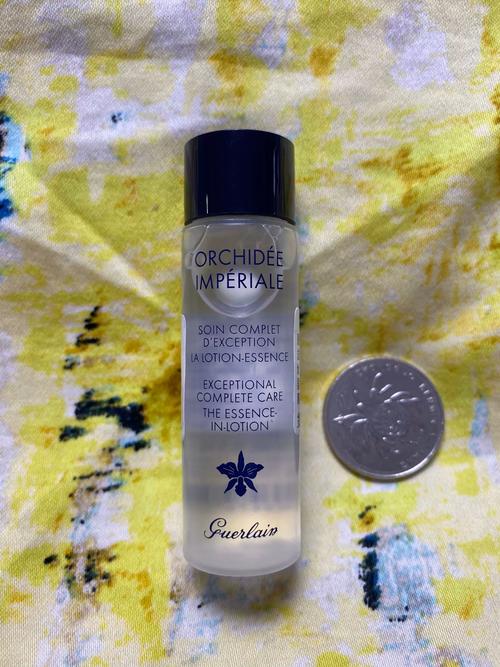 ORCHIDÉE
IMPÉRIALE
SOIN COMPLET
D'EXCEPTION
LA LOTION-ESSENCE
EXCEPTIONAL
COMPLETE CARE
THE ESSENCE-
IN-LOTION
Guerlain